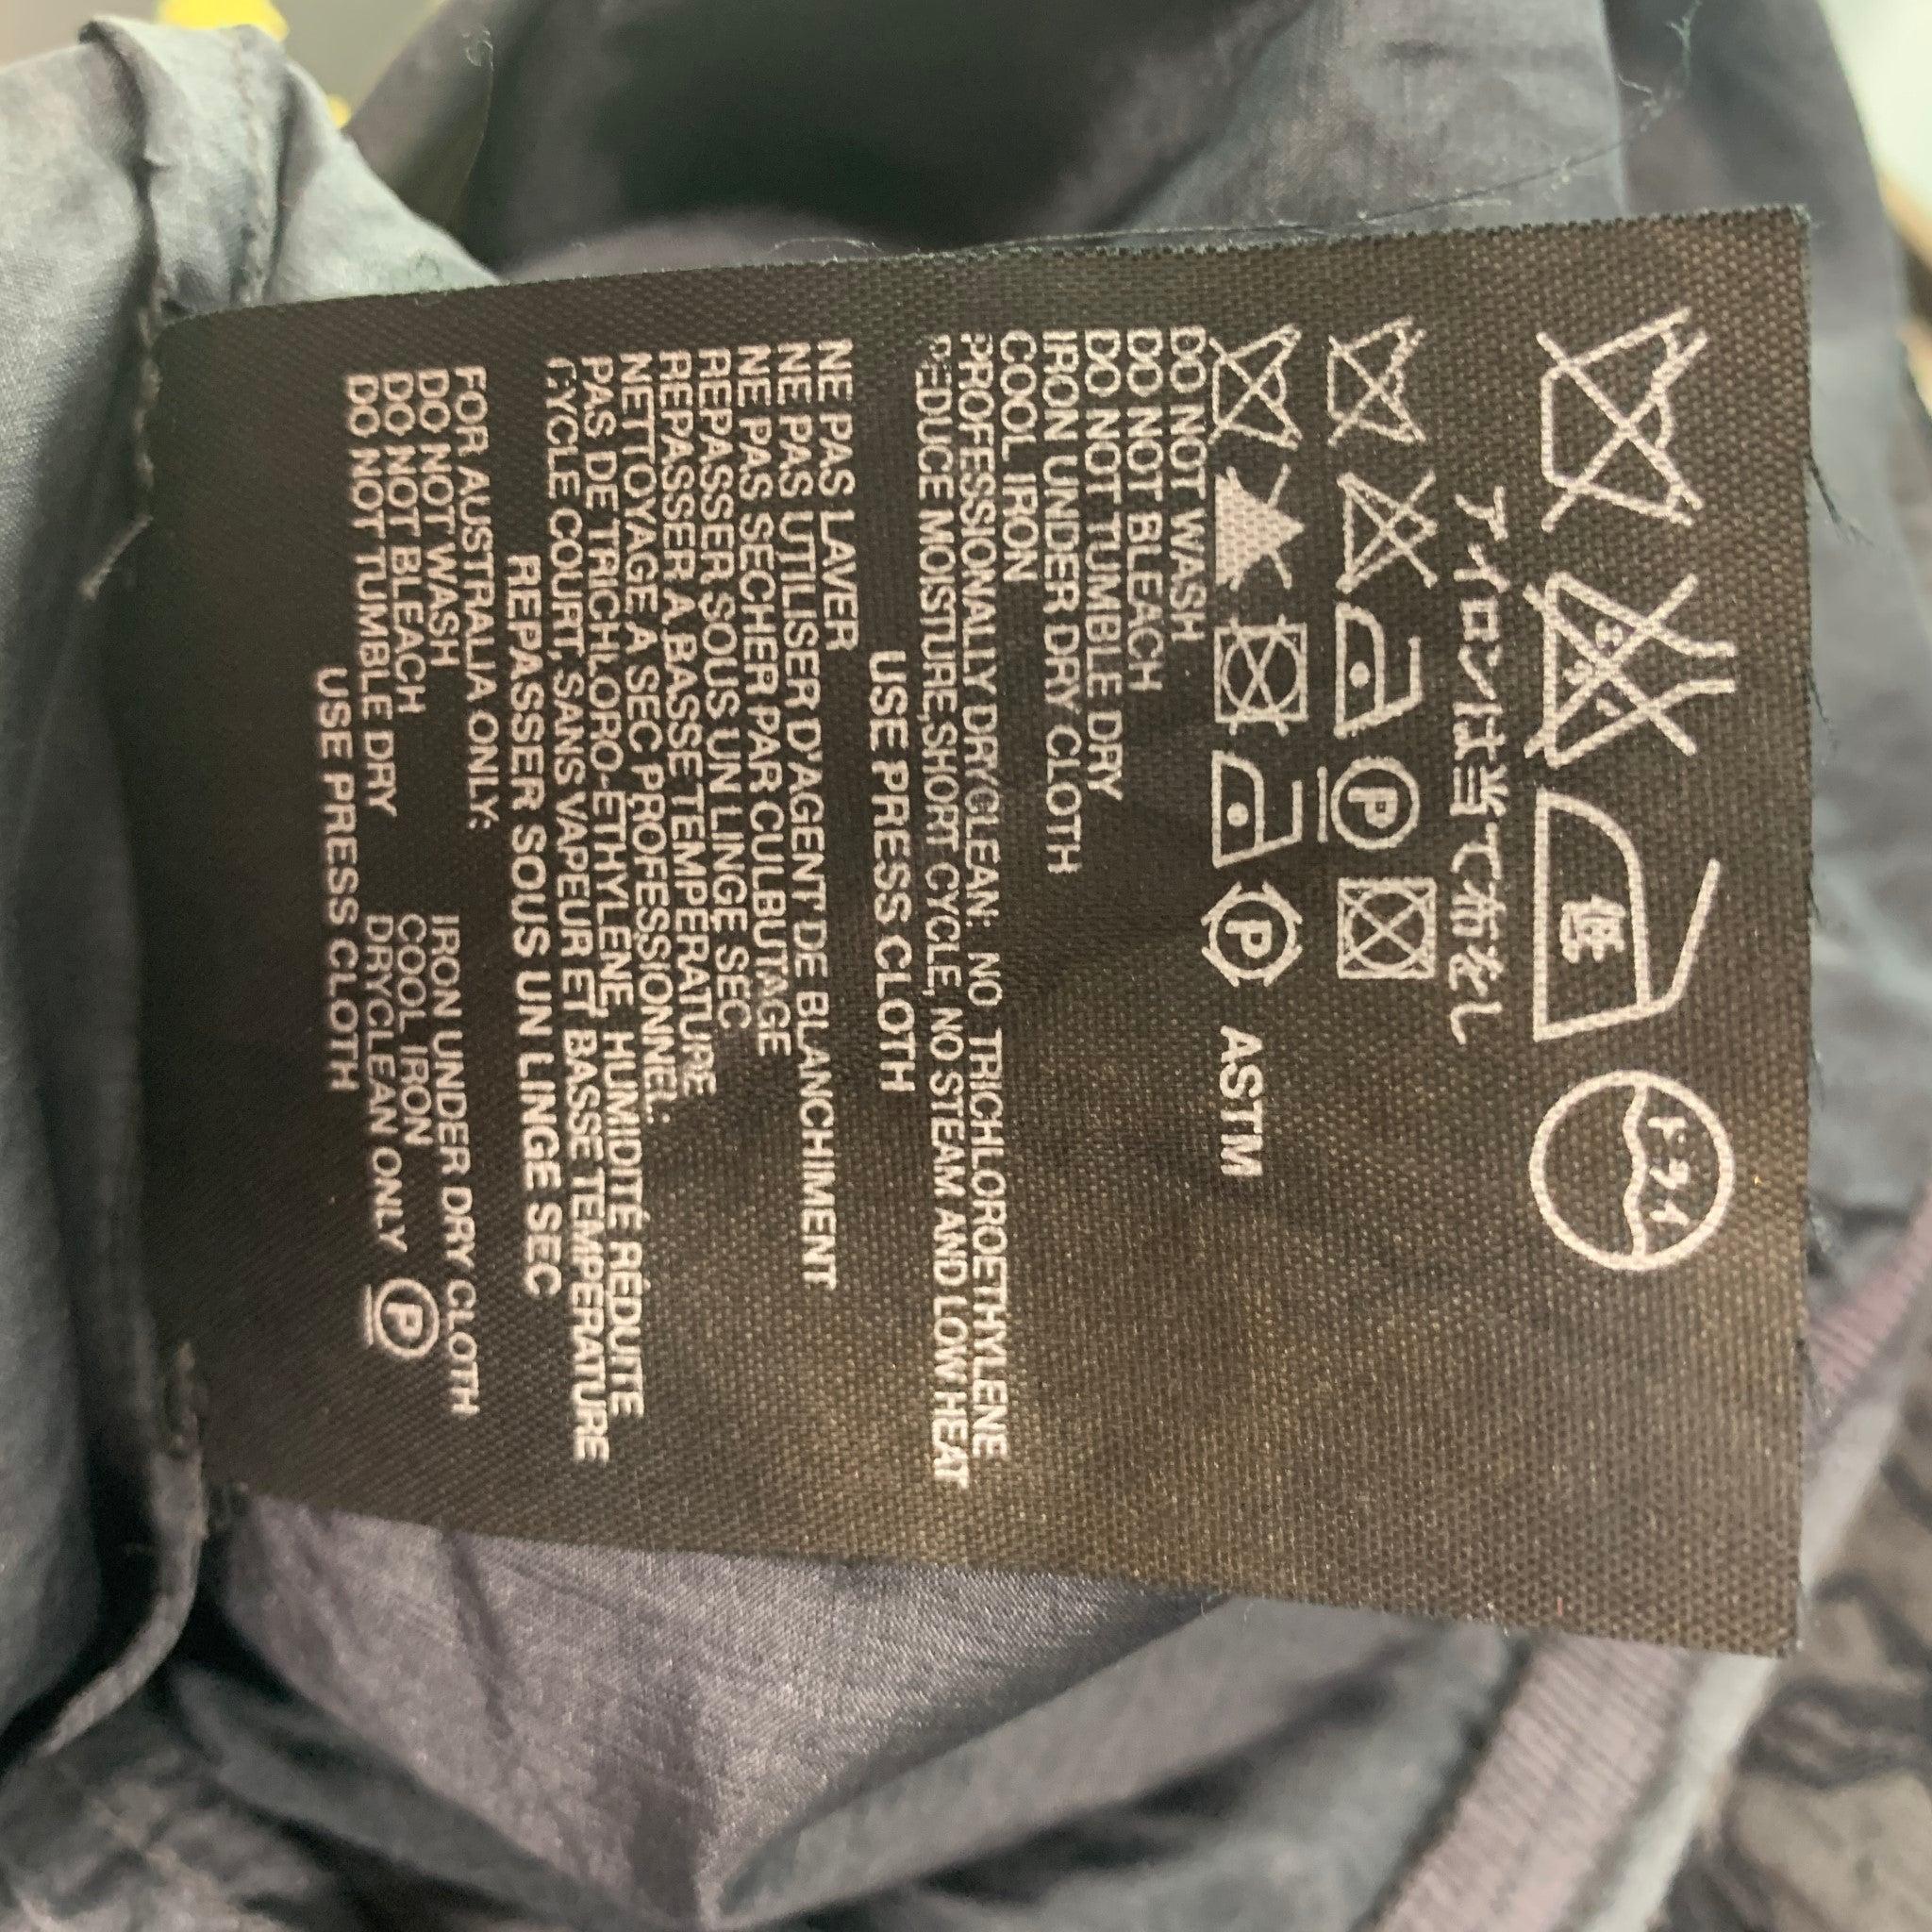 低
ドライ
アイロンは当て布をし
P
P
ASTM
DO NOT WASH
DO NOT BLEACH
DO NOT TUMBLE DRY
IRON UNDER DRY CLOTH
COOL IRON
PROFESSIONALLY DRYCLEAN: NO TRICHLOROETHYLENE
REDUCE MOISTURE,SHORT CYCLE, NO STEAM AND LOW HEAT
USE PRESS CLOTH
NE PAS LAVER
NE PAS UTILISER D'AGENT DE BLANCHIMENT
NE PAS SECHER PAR CULBUTAGE
REPASSER SOUS UN LINGE SEC
REPASSER A BASSE TEMPERATURE
NETTOYAGE A SEC PROFESSIONNEL:
PAS DE TRICHLORO-ETHYLENE, HUMIDITÉ RÉDUITE
CYCLE COURT, SANS VAPEUR ET BASSE TEMPERATURE
REPASSER SOUS UN LINGE SEC
FOR AUSTRALIA ONLY:
DO NOT WASH IRON UNDER DRY CLOTH
DO NOT BLEACH COOL IRON
DO NOT TUMBLE DRY DRYCLEAN ONLY P
USE PRESS CLOTH